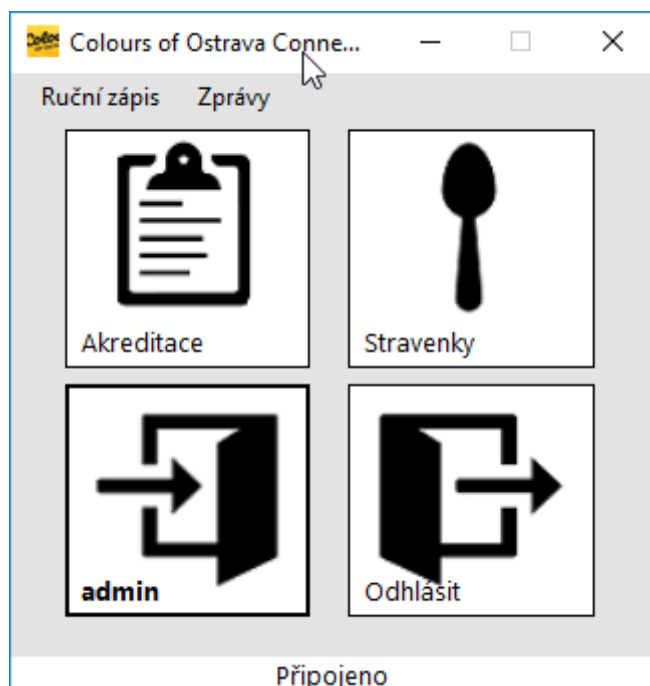 Colours of Ostrava Conne...
Ruční zápis Zprávy
Akreditace
Stravenky
admin
Odhlásit
Připojeno